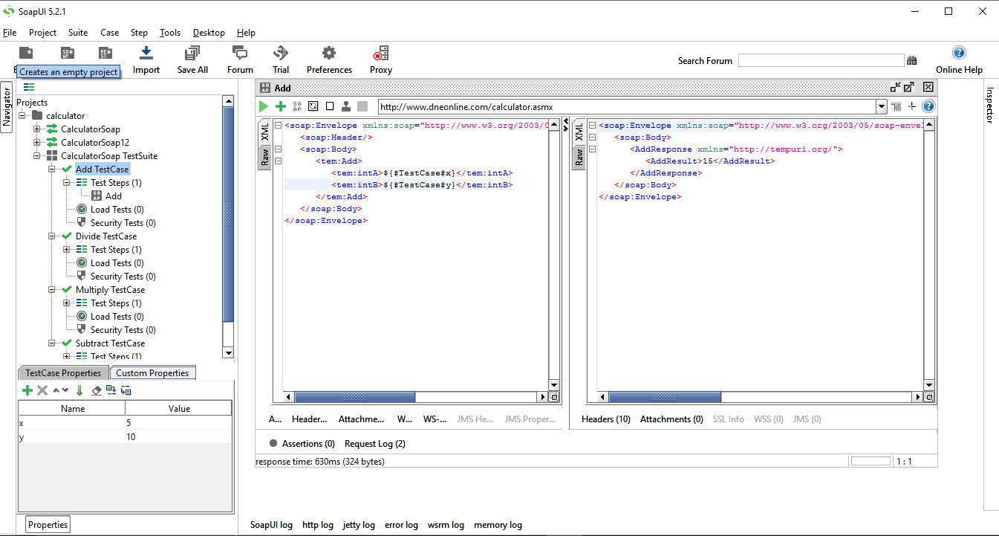 SoapUI 5.2.1
File Project Suite Case Step Tools Desktop Help
Import Save All Forum Trial Preferences Proxy Search Forum Online Help
Creates an empty project
Navigator
Inspector
Projects
calculator
CalculatorSoap
CalculatorSoap12
CalculatorSoap TestSuite
Add TestCase
Test Steps (1)
Add
Load Tests (0)
Security Tests (0)
Divide TestCase
Test Steps (1)
Load Tests (0)
Security Tests (0)
Multiply TestCase
Test Steps (1)
Load Tests (0)
Security Tests (0)
Subtract TestCase
Test Steps (1)
TestCase Properties Custom Properties
Name Value
x 5
y 10
Properties
Add
http://www.dneonline.com/calculator.asmx
XML
Raw
<soap:Envelope xmlns:soap="http://www.w3.org/2003/0
<soap:Header/>
<soap:Body>
<tem:Add>
<tem:intA>${#TestCase#x}</tem:intA>
<tem:intB>${#TestCase#y}</tem:intB>
</tem:Add>
</soap:Body>
</soap:Envelope>
A... Header... Attachme... W... WS-... JMS He... JMS Proper...
XML
Raw
<soap:Envelope xmlns:soap="http://www.w3.org/2003/05/soap-envel
<soap:Body>
<AddResponse xmlns="http://tempuri.org/">
<AddResult>15</AddResult>
</AddResponse>
</soap:Body>
</soap:Envelope>
Headers (10) Attachments (0) SSL Info WSS (0) JMS (0)
Assertions (0) Request Log (2)
response time: 630ms (324 bytes) 1 : 1
SoapUI log http log jetty log error log wsrm log memory log